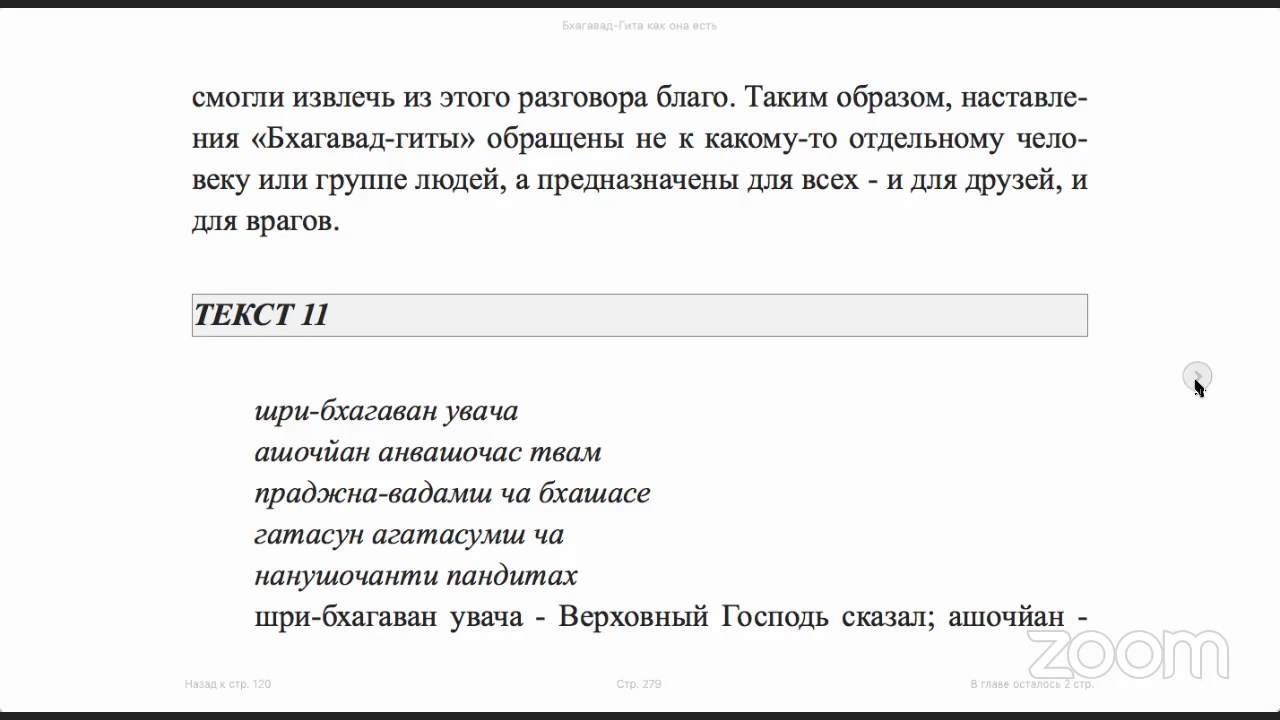 Бхагавад-Гита как она есть
смогли извлечь из этого разговора благо. Таким образом, наставле-
ния «Бхагавад-гиты» обращены не к какому-то отдельному чело-
веку или группе людей, а предназначены для всех - и для друзей, и
для врагов.
ТЕКСТ 11
шри-бхагаван увача
ашочйан анвашочас твам
праджна-вадамш ча бхашасе
гатасун агатасумш ча
нанушочанти пандитах
шри-бхагаван увача - Верховный Господь сказал; ашочйан -
zoom
Назад к стр. 120
Стр. 279
В главе осталось 2 стр.